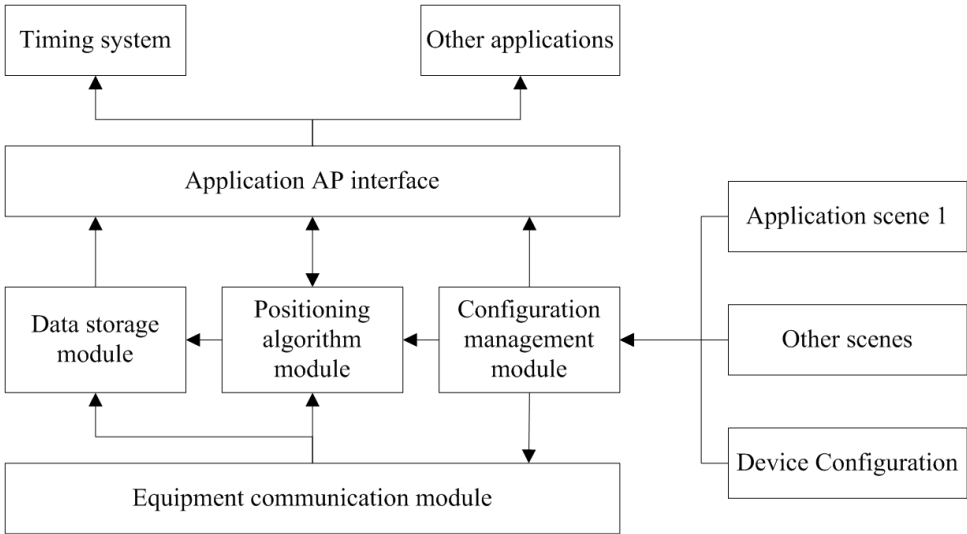 Timing system
Other applications
Application AP interface
Application scene 1
Data storage
module
Positioning
algorithm
module
Configuration
management
module
Other scenes
Device Configuration
Equipment communication module